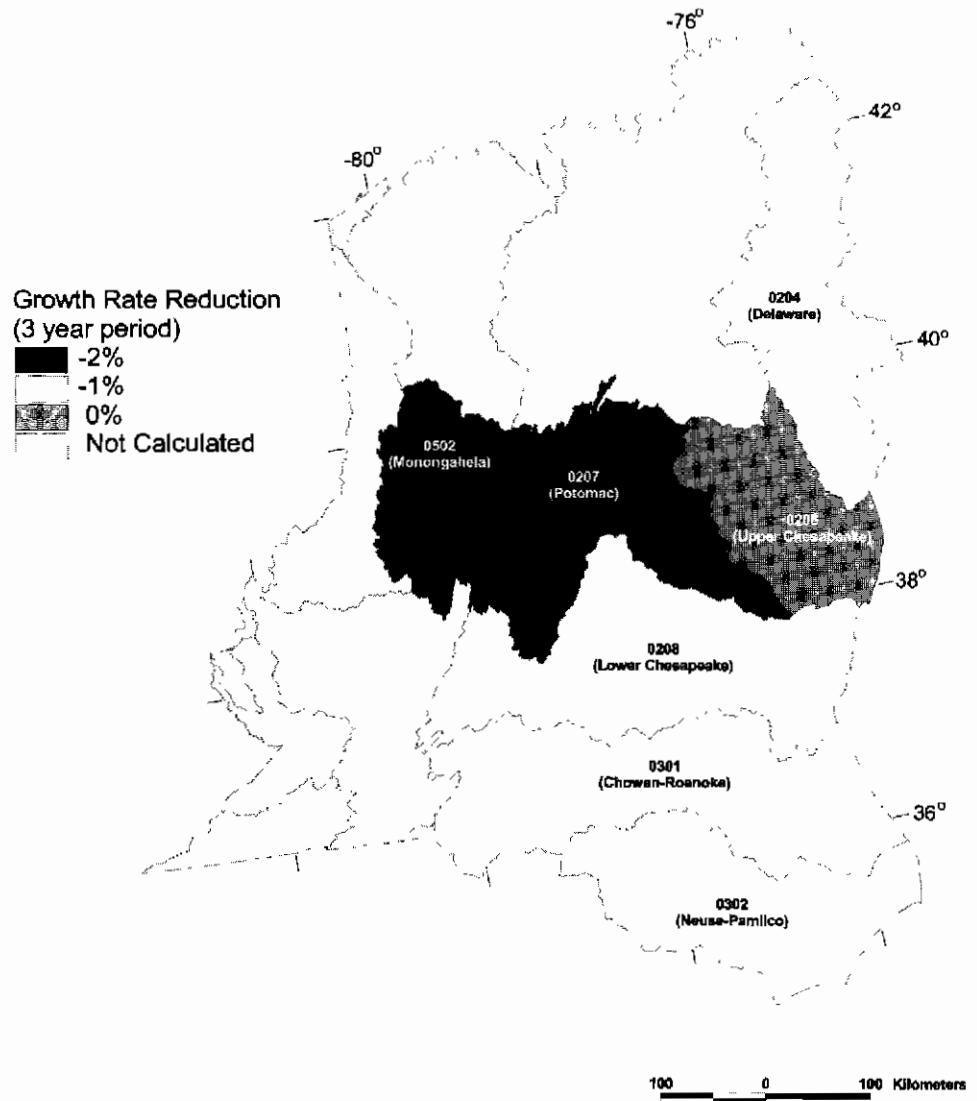 -76°
42°
-80°
Growth Rate Reduction
(3 year period)
-2%
-1%
0%
Not Calculated
0204
(Delaware)
40°
0502
(Monongahela)
0207
(Potomac)
0206
(Upper Chesapeake)
38°
0208
(Lower Chesapeake)
0301
(Chowan-Roanoke)
36°
0302
(Neuse-Pamlico)
100 0 100 Kilometers